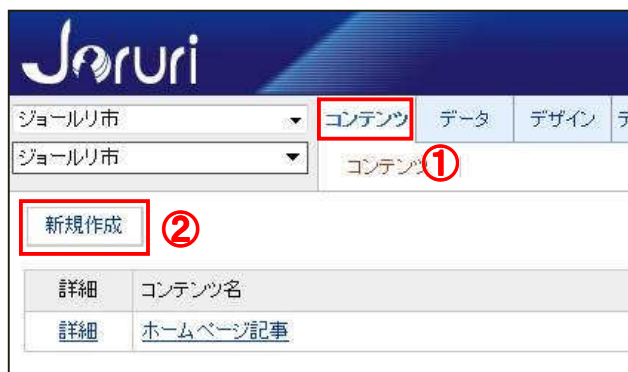 Joruri
ジョールリ市 コンテンツ データ デザイン
ジョールリ市 コンテンツ ①
新規作成 ②
詳細 コンテンツ名
詳細 ホームページ記事